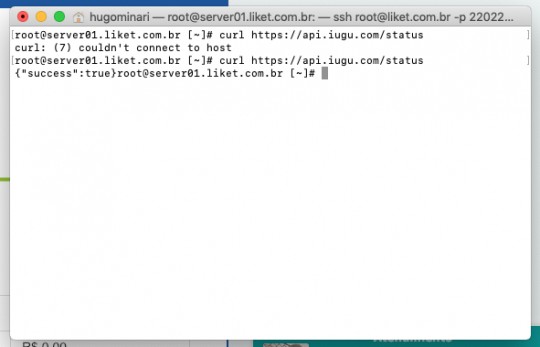 hugominari — root@server01.liket.com.br: — ssh root@liket.com.br -p 22022...
[root@server01.liket.com.br [~]# curl https://api.iugu.com/status ]
curl: (7) couldn't connect to host
[root@server01.liket.com.br [~]# curl https://api.iugu.com/status ]
{"success":true}root@server01.liket.com.br [~]#
R$ 0,00
Atendimento